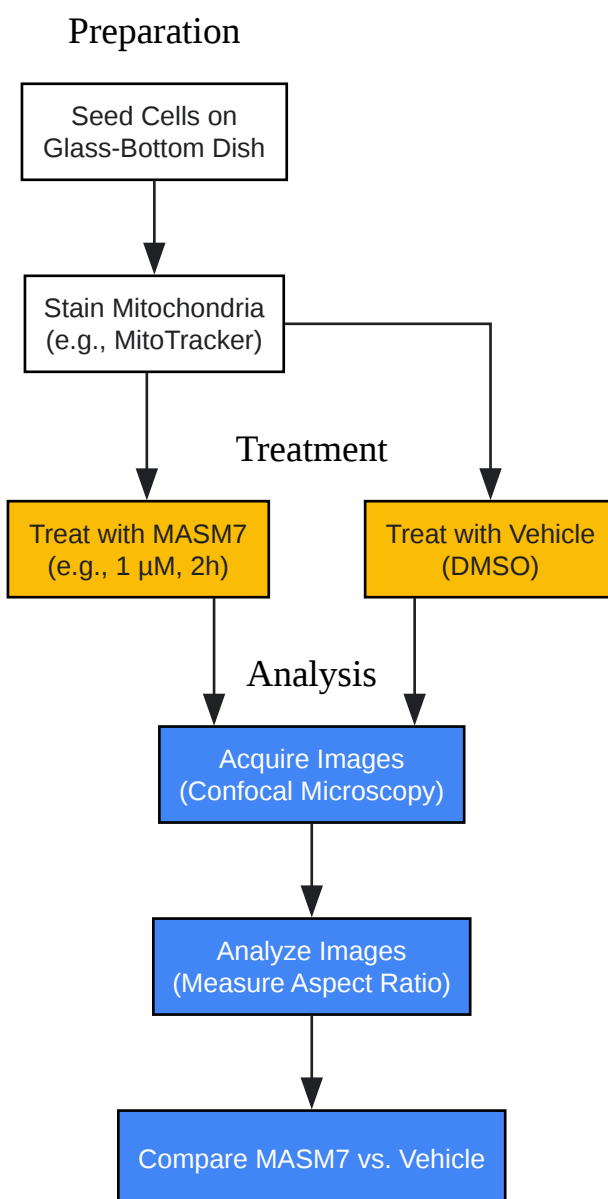 Preparation
Seed Cells on
Glass-Bottom Dish
Stain Mitochondria
(e.g., MitoTracker)
Treatment
Treat with MASM7
(e.g., 1 µM, 2h)
Treat with Vehicle
(DMSO)
Analysis
Acquire Images
(Confocal Microscopy)
Analyze Images
(Measure Aspect Ratio)
Compare MASM7 vs. Vehicle